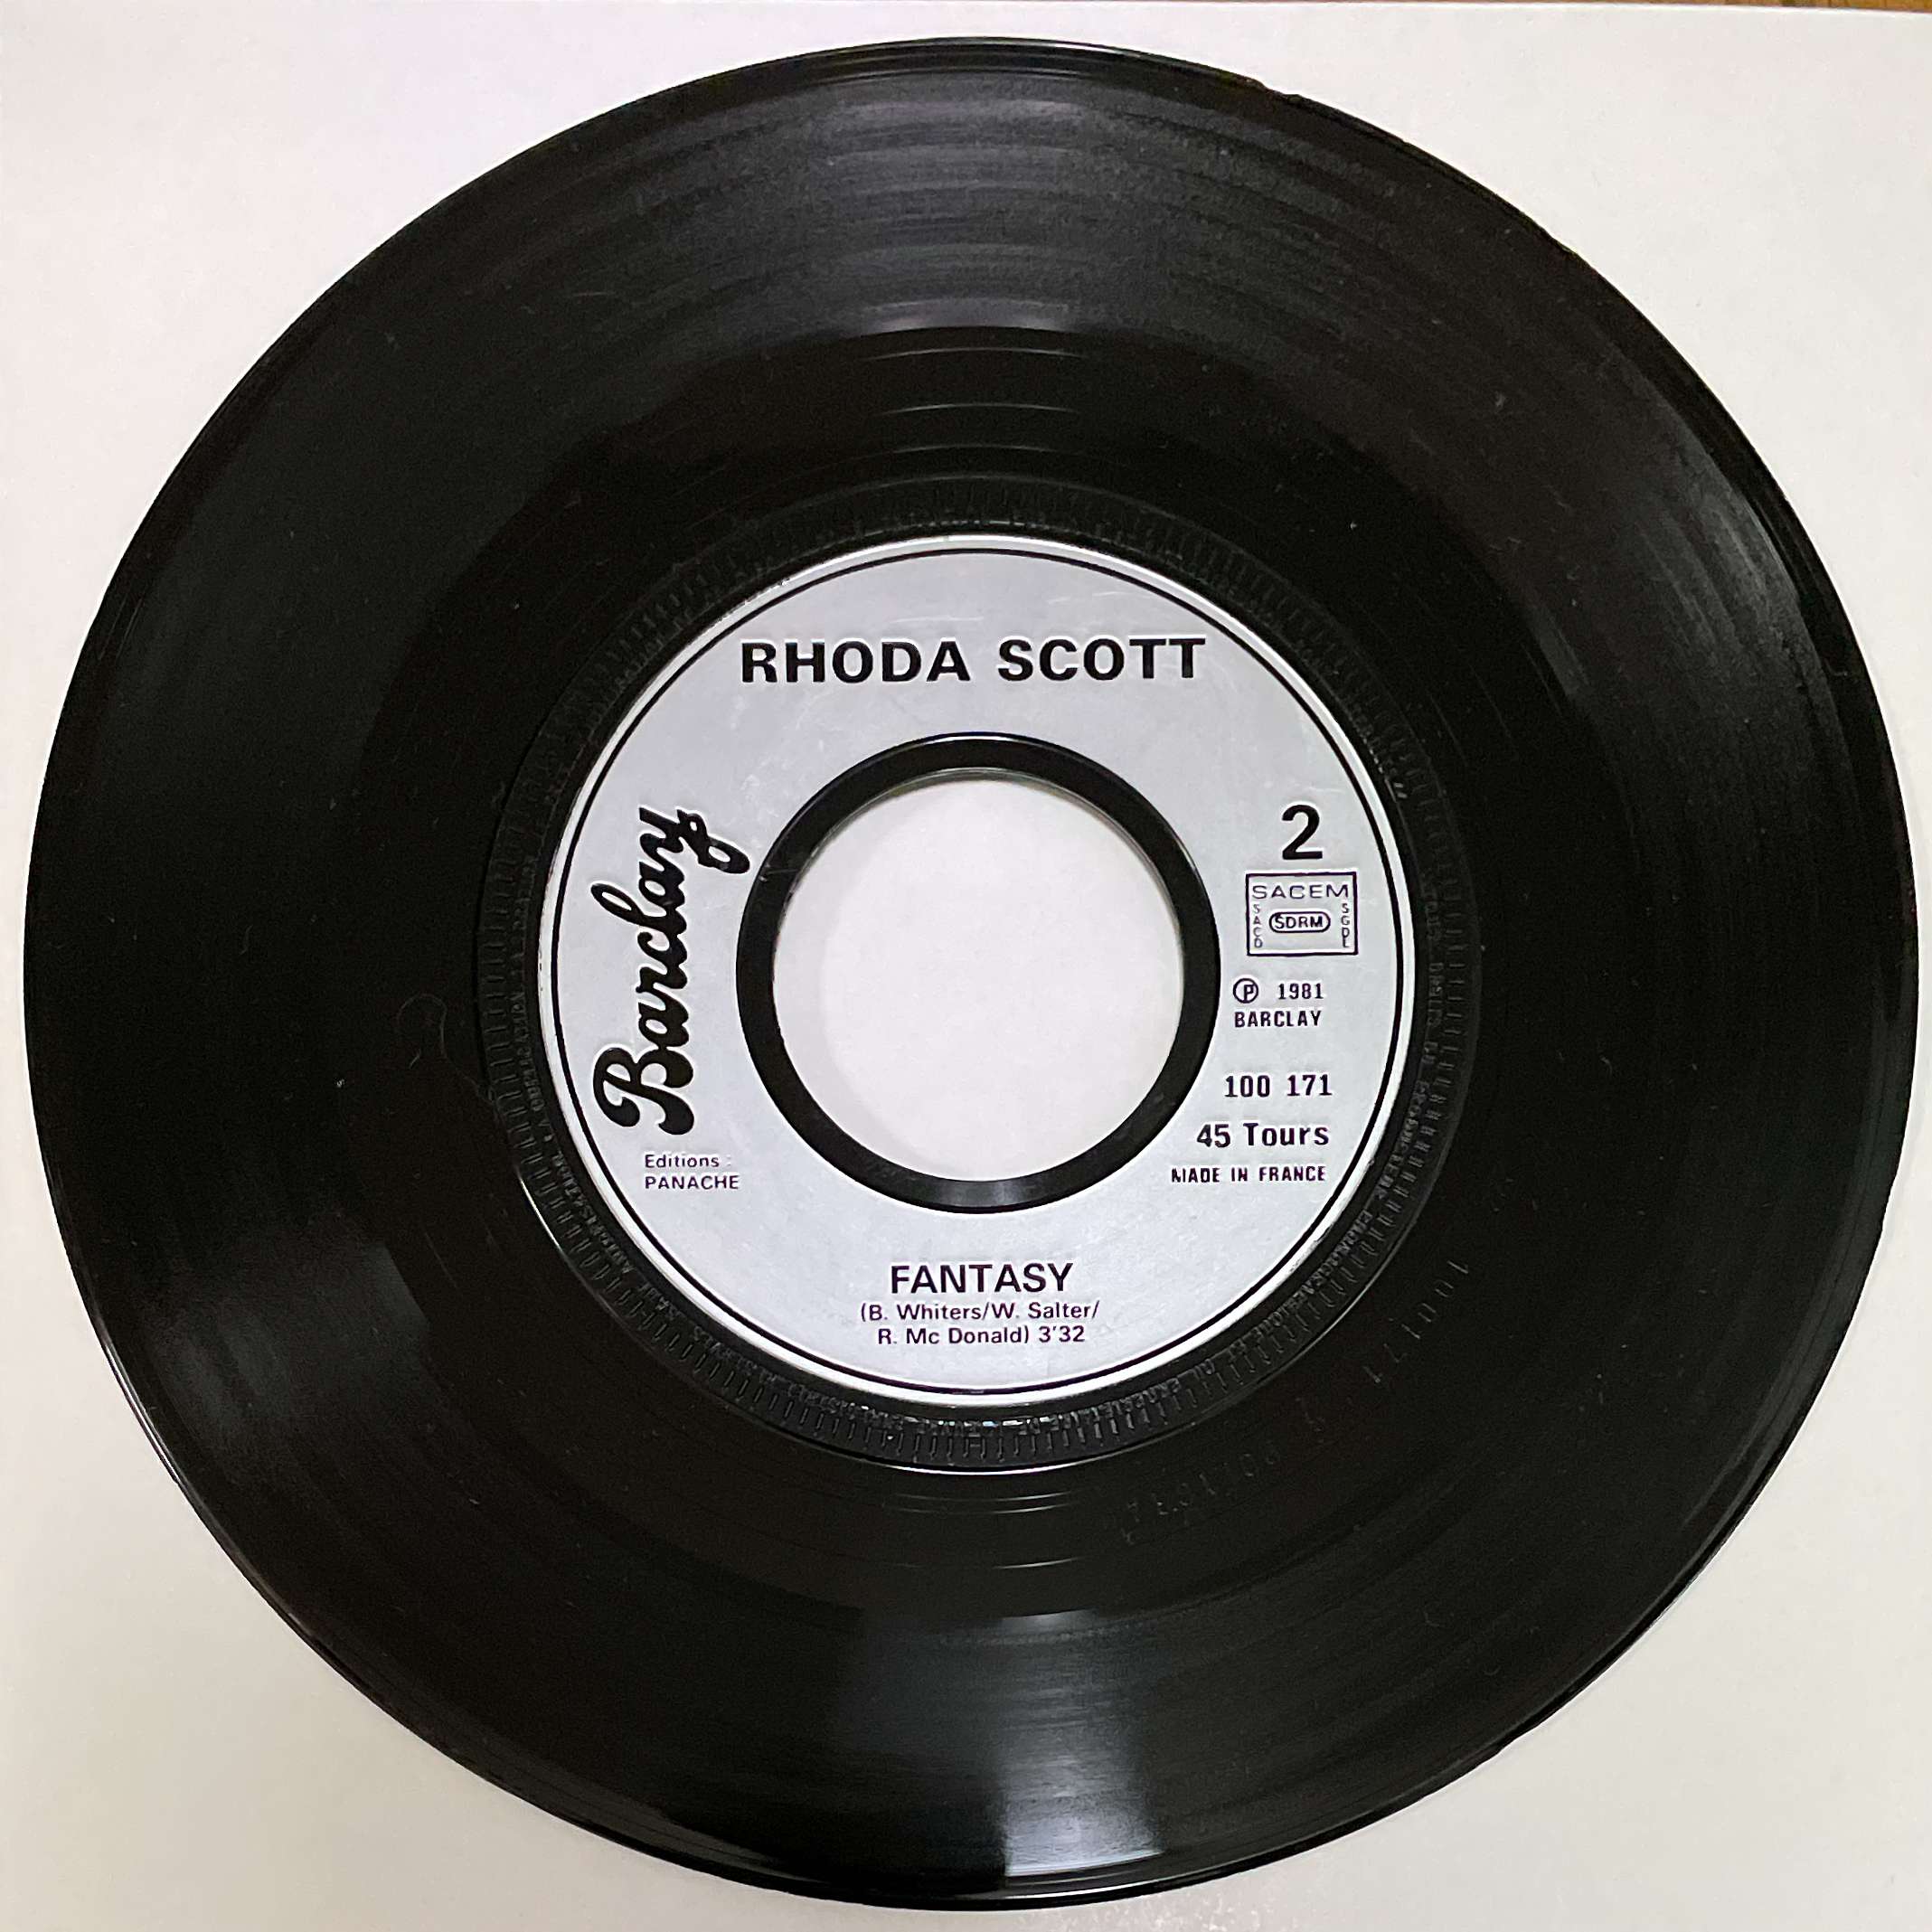 RHODA SCOTT
Barclay
2
SACEM
SACD
SDRM
SGDL
Ⓟ 1981
BARCLAY
100 171
45 Tours
MADE IN FRANCE
Editions :
PANACHE
FANTASY
(B. Whiters/W. Salter/
R. Mc Donald) 3'32